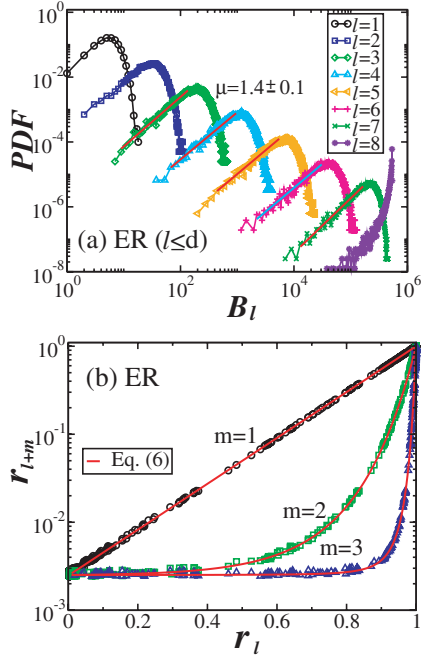 10^0
10^-2
10^-4
10^-6
10^-8
PDF
μ=1.4±0.1
l=1
l=2
l=3
l=4
l=5
l=6
l=7
l=8
(a) ER (l≤d)
10^0
10^2
10^4
10^6
B_l
10^0
10^-1
10^-2
10^-3
r_{l+m}
(b) ER
Eq. (6)
m=1
m=2
m=3
0
0.2
0.4
0.6
0.8
1
r_l